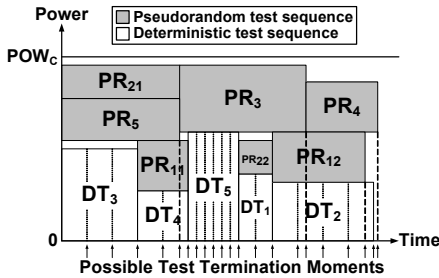 Power
Pseudorandom test sequence
Deterministic test sequence
POWC
PR21
PR3
PR4
PR5
PR11
PR22
PR12
DT3
DT4
DT5
DT1
DT2
0
Time
Possible Test Termination Moments